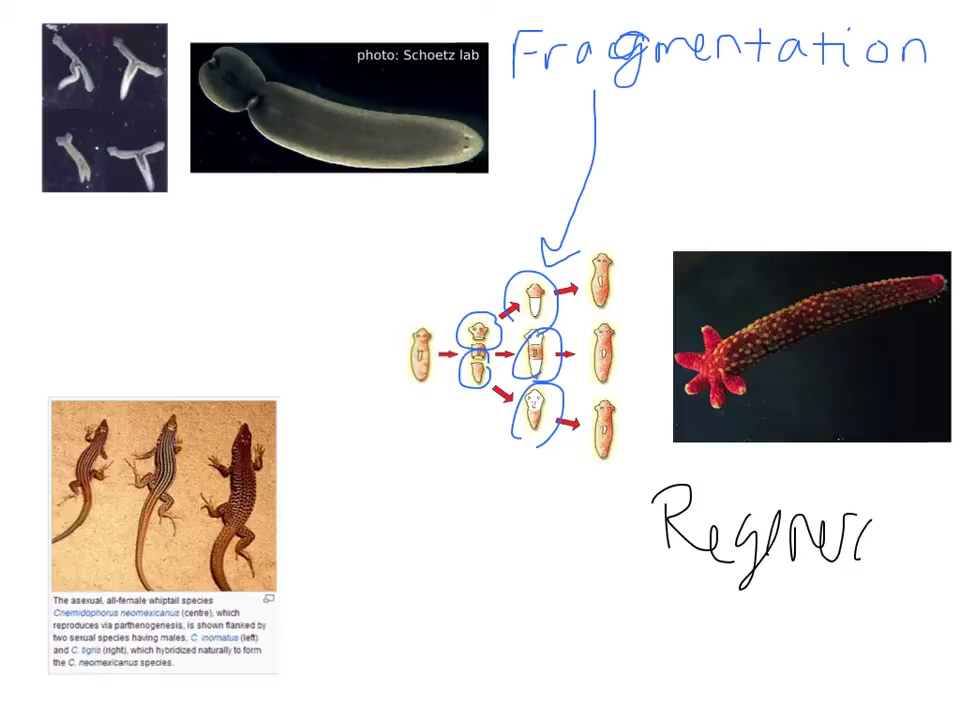 photo: Schoetz lab
Fragmentation
Regener
The asexual, all-female whiptail species
Cnemidophorus neomexicanus (centre), which
reproduces via parthenogenesis, is shown flanked by
two sexual species having males, C. inornatus (left)
and C. tigris (right), which hybridized naturally to form
the C. neomexicanus species.